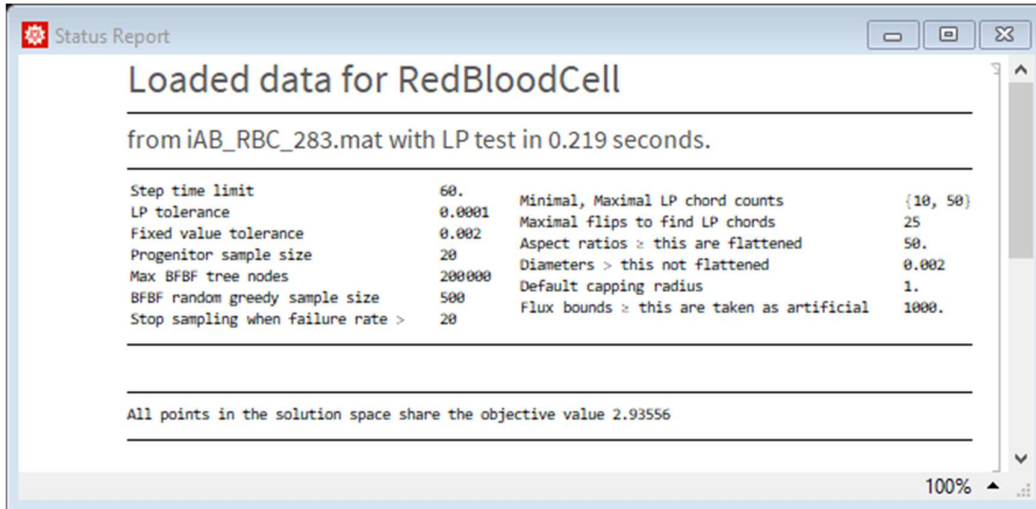 Status Report
Loaded data for RedBloodCell
from iAB_RBC_283.mat with LP test in 0.219 seconds.
Step time limit 60.
LP tolerance 0.0001
Fixed value tolerance 0.002
Progenitor sample size 20
Max BFBF tree nodes 200000
BFBF random greedy sample size 500
Stop sampling when failure rate > 20
Minimal, Maximal LP chord counts {10, 50}
Maximal flips to find LP chords 25
Aspect ratios ≥ this are flattened 50.
Diameters > this not flattened 0.002
Default capping radius 1.
Flux bounds ≥ this are taken as artificial 1000.
All points in the solution space share the objective value 2.93556
100%